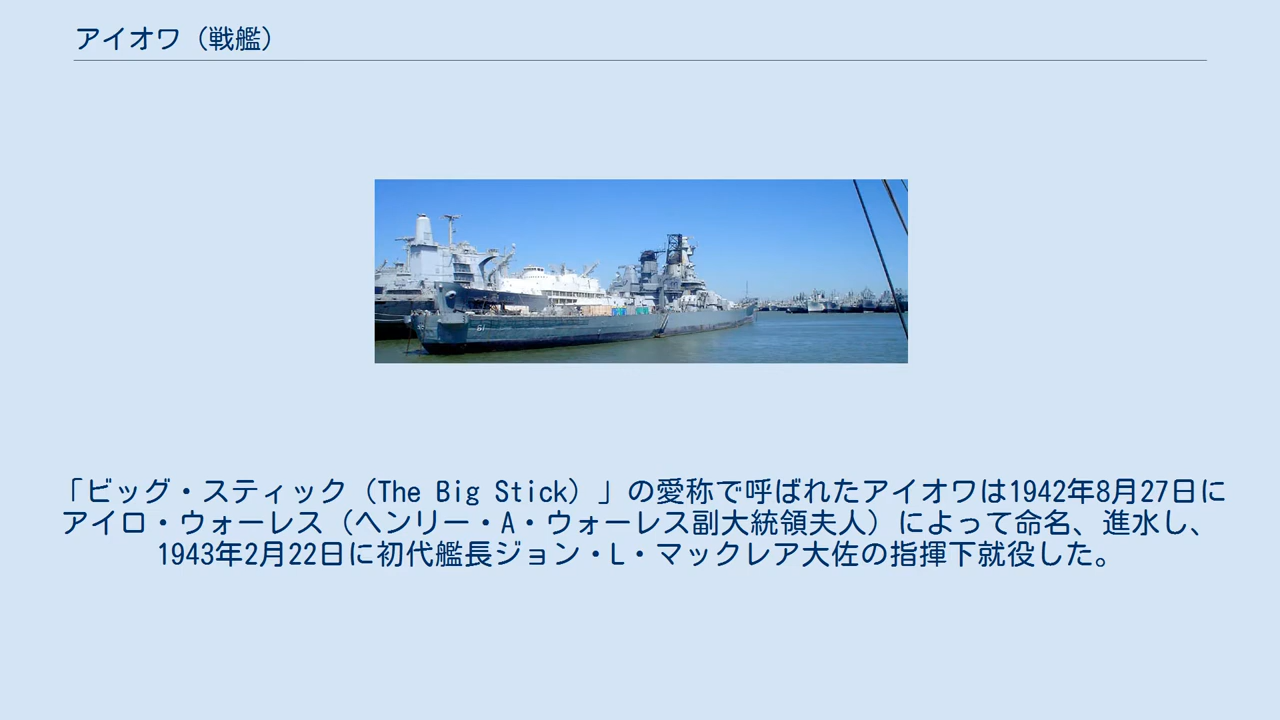 アイオワ（戦艦）
61
「ビッグ・スティック（The Big Stick）」の愛称で呼ばれたアイオワは1942年8月27日に
アイロ・ウォーレス（ヘンリー・A・ウォーレス副大統領夫人）によって命名、進水し、
1943年2月22日に初代艦長ジョン・L・マックレア大佐の指揮下就役した。